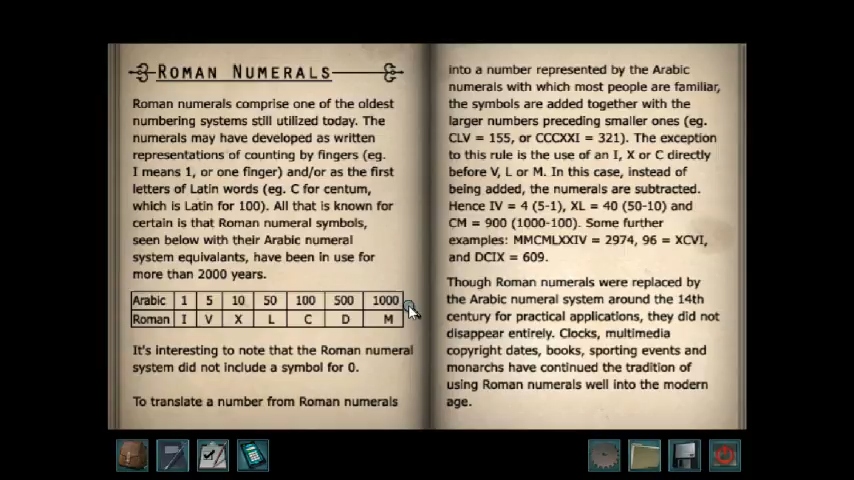 ROMAN NUMERALS
Roman numerals comprise one of the oldest
numbering systems still utilized today. The
numerals may have developed as written
representations of counting by fingers (eg.
I means 1, or one finger) and/or as the first
letters of Latin words (eg. C for centum,
which is Latin for 100). All that is known for
certain is that Roman numeral symbols,
seen below with their Arabic numeral
system equivalants, have been in use for
more than 2000 years.
Arabic 1 5 10 50 100 500 1000
Roman I V X L C D M
It's interesting to note that the Roman numeral
system did not include a symbol for 0.
To translate a number from Roman numerals
into a number represented by the Arabic
numerals with which most people are familiar,
the symbols are added together with the
larger numbers preceding smaller ones (eg.
CLV = 155, or CCCXXI = 321). The exception
to this rule is the use of an I, X or C directly
before V, L or M. In this case, instead of
being added, the numerals are subtracted.
Hence IV = 4 (5-1), XL = 40 (50-10) and
CM = 900 (1000-100). Some further
examples: MMCMLXXIV = 2974, 96 = XCVI,
and DCIX = 609.
Though Roman numerals were replaced by
the Arabic numeral system around the 14th
century for practical applications, they did not
disappear entirely. Clocks, multimedia
copyright dates, books, sporting events and
monarchs have continued the tradition of
using Roman numerals well into the modern
age.